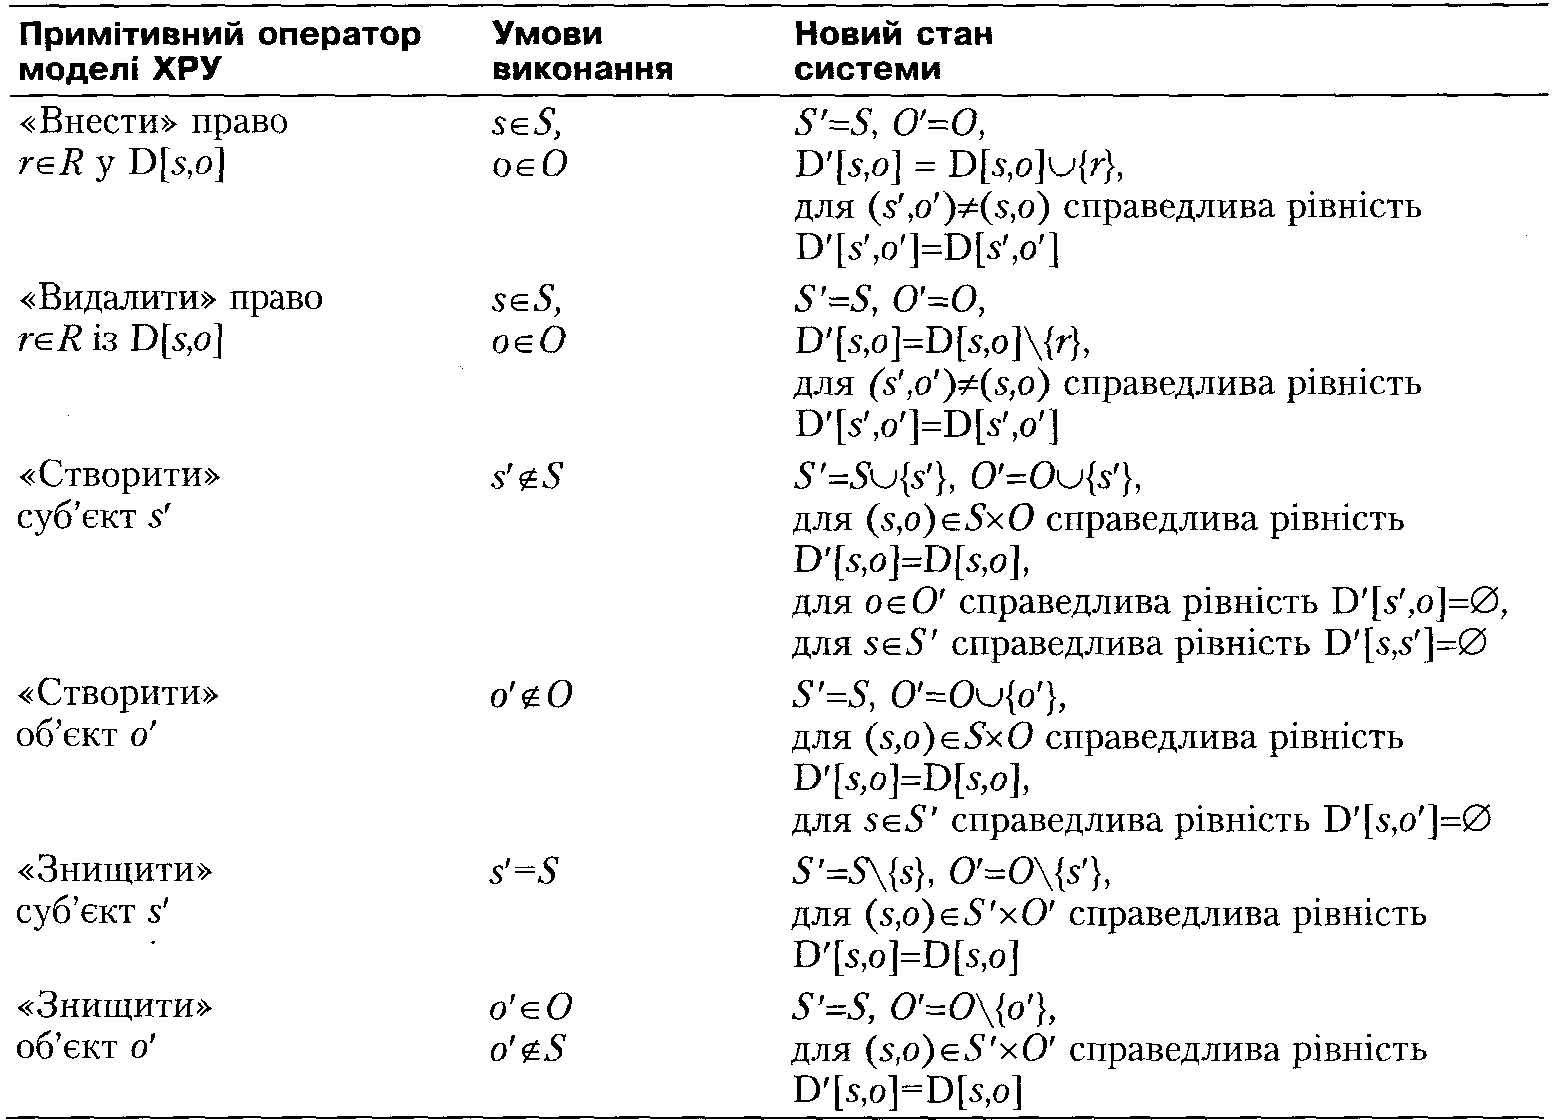 Примітивний оператор моделі ХРУ
Умови виконання
Новий стан системи
«Внести» право
r∈R у D[s,o]
s∈S,
o∈O
S'=S, O'=O,
D'[s,o] = D[s,o]∪{r},
для (s',o')≠(s,o) справедлива рівність
D'[s',o']=D[s',o']
«Видалити» право
r∈R із D[s,o]
s∈S,
o∈O
S'=S, O'=O,
D'[s,o]=D[s,o]\{r},
для (s',o')≠(s,o) справедлива рівність
D'[s',o']=D[s',o']
«Створити»
суб’єкт s'
s'∉S
S'=S∪{s'}, O'=O∪{s'},
для (s,o)∈S×O справедлива рівність
D'[s,o]=D[s,o],
для o∈O' справедлива рівність D'[s',o]=∅,
для s∈S' справедлива рівність D'[s,s']=∅
«Створити»
об’єкт o'
o'∉O
S'=S, O'=O∪{o'},
для (s,o)∈S×O справедлива рівність
D'[s,o]=D[s,o],
для s∈S' справедлива рівність D'[s,o']=∅
«Знищити»
суб’єкт s'
s'=S
S'=S\{s}, O'=O\{s'},
для (s,o)∈S'×O' справедлива рівність
D'[s,o]=D[s,o]
«Знищити»
об’єкт o'
o'∈O
o'∉S
S'=S, O'=O\{o'},
для (s,o)∈S'×O' справедлива рівність
D'[s,o]=D[s,o]